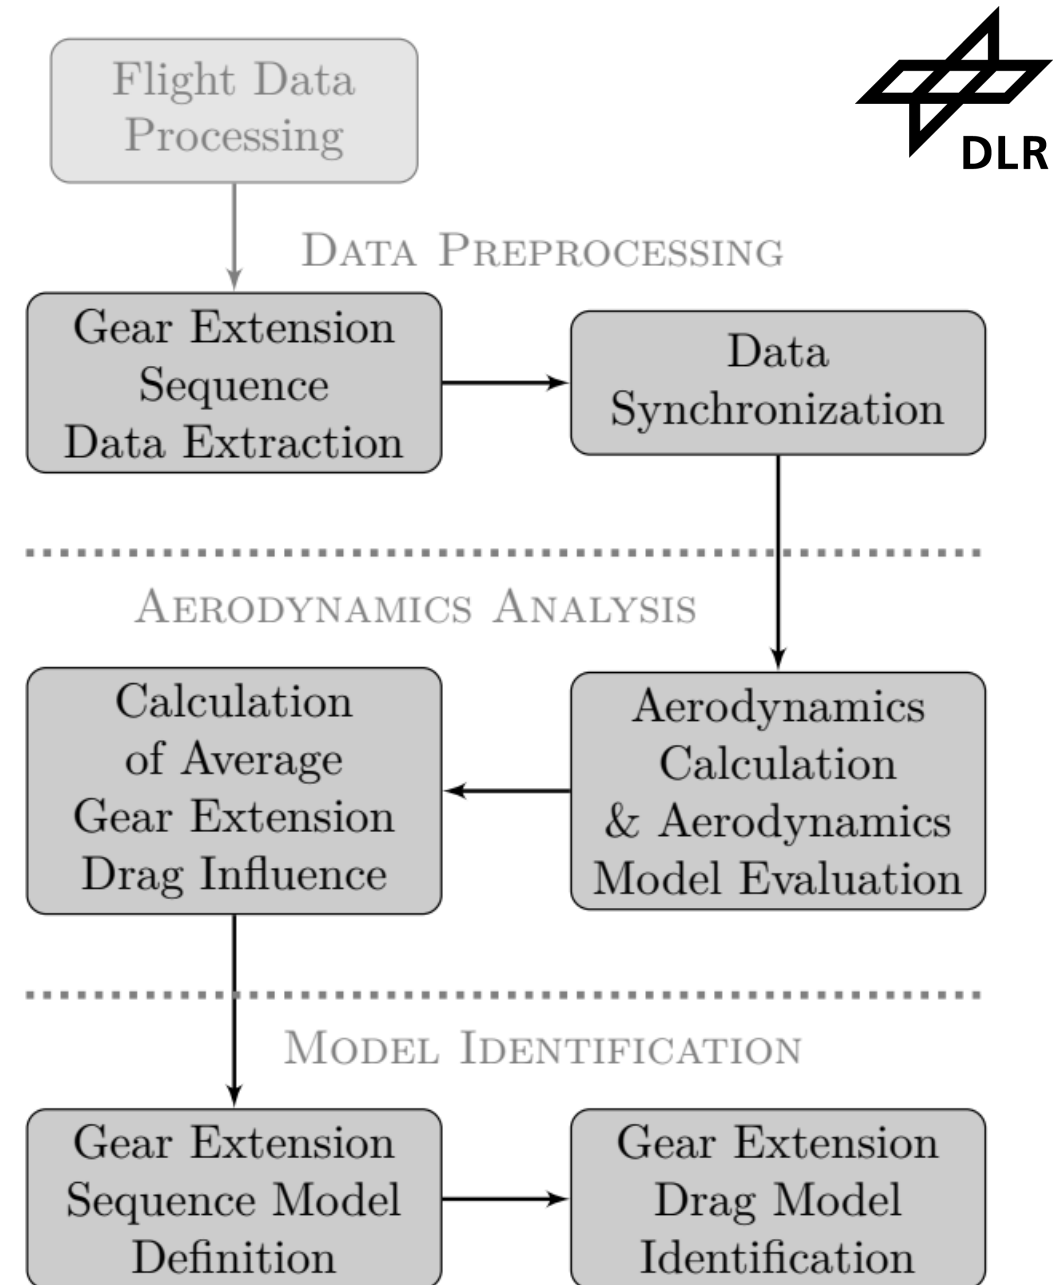 Flight Data
Processing
DLR
DATA PREPROCESSING
Gear Extension
Sequence
Data Extraction
Data
Synchronization
AERODYNAMICS ANALYSIS
Calculation
of Average
Gear Extension
Drag Influence
Aerodynamics
Calculation
& Aerodynamics
Model Evaluation
MODEL IDENTIFICATION
Gear Extension
Sequence Model
Definition
Gear Extension
Drag Model
Identification